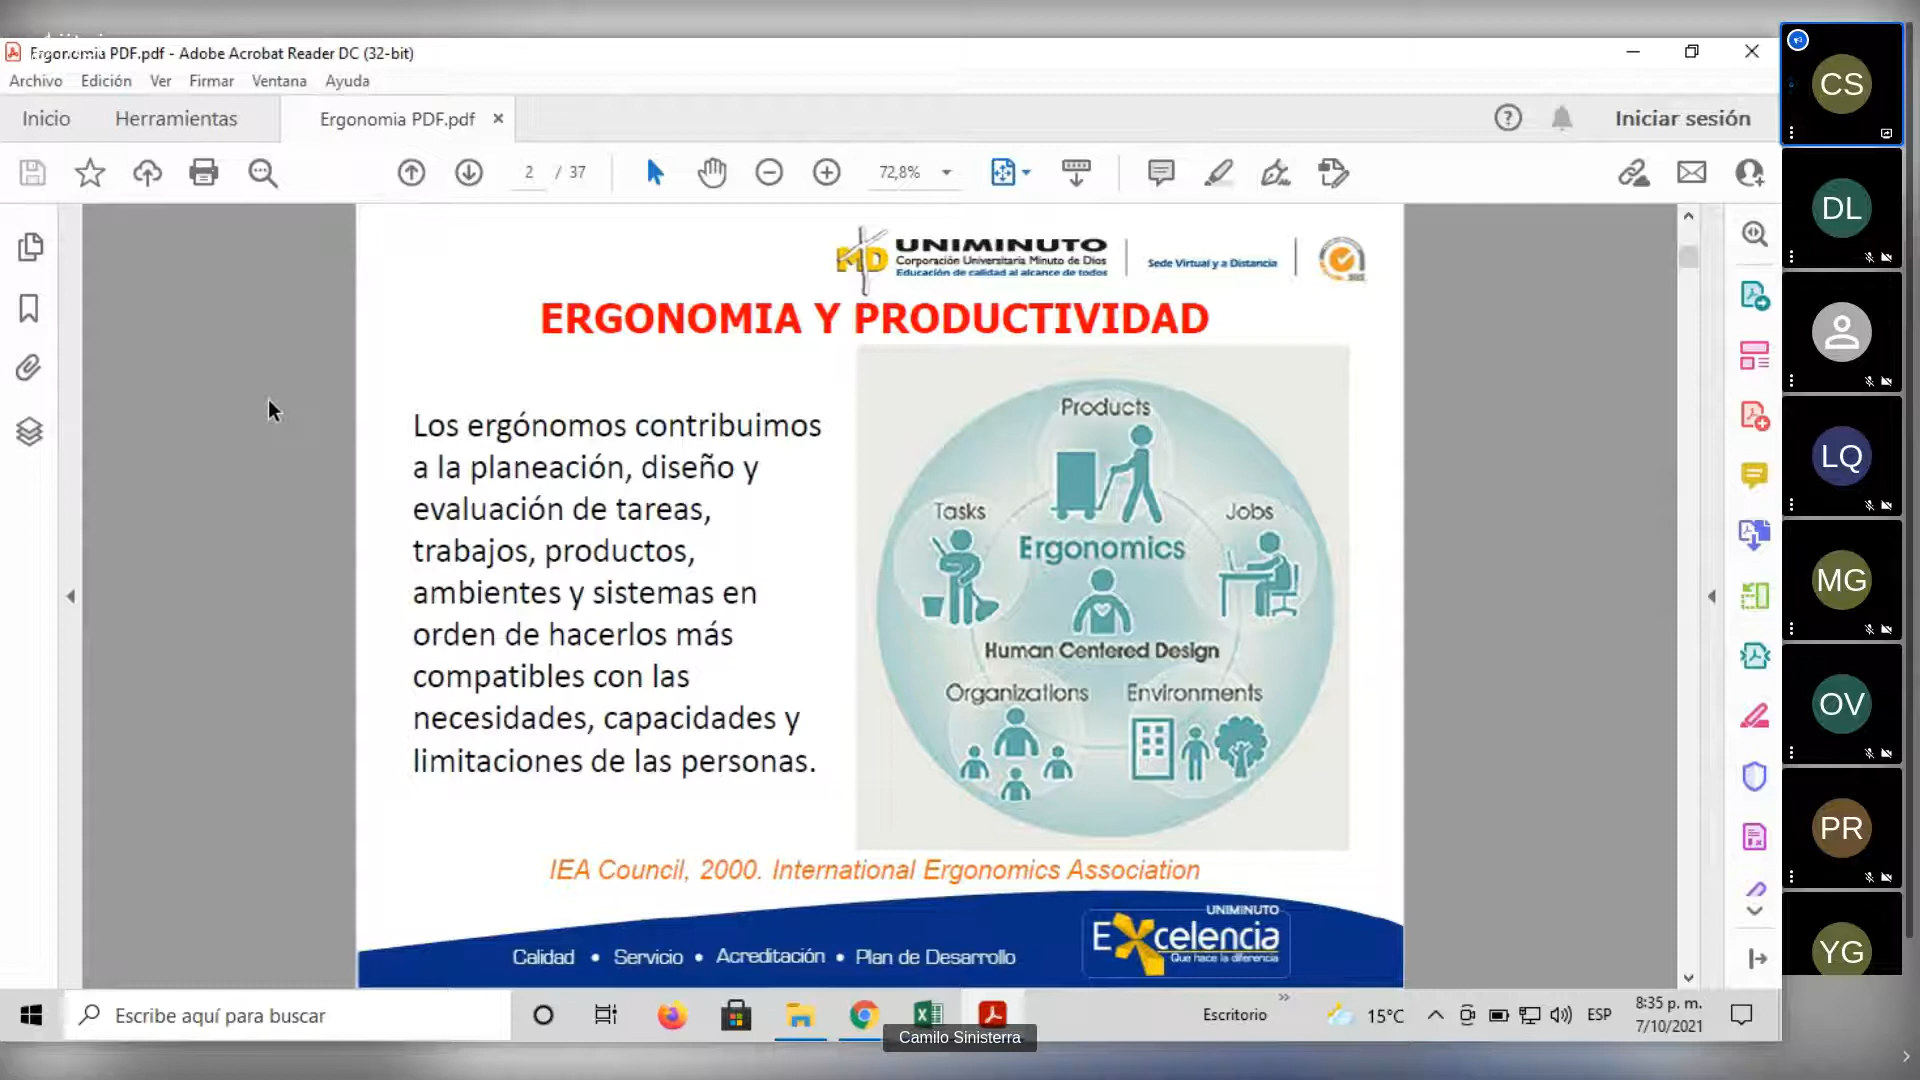 Ergonomia PDF.pdf - Adobe Acrobat Reader DC (32-bit)
Archivo Edición Ver Firmar Ventana Ayuda
Inicio Herramientas Ergonomia PDF.pdf Iniciar sesión
2 / 37 72,8%
UNIMINUTO
Corporación Universitaria Minuto de Dios
Educación de calidad al alcance de todos
Sede Virtual y a Distancia
ERGONOMIA Y PRODUCTIVIDAD
Los ergónomos contribuimos
a la planeación, diseño y
evaluación de tareas,
trabajos, productos,
ambientes y sistemas en
orden de hacerlos más
compatibles con las
necesidades, capacidades y
limitaciones de las personas.
Products
Tasks
Jobs
Ergonomics
Human Centered Design
Organizations
Environments
IEA Council, 2000. International Ergonomics Association
Calidad • Servicio • Acreditación • Plan de Desarrollo
UNIMINUTO
Excelencia
Que hace la diferencia
CS
DL
LQ
MG
OV
PR
YG
Escribe aquí para buscar
Escritorio
15°C
ESP
8:35 p. m.
7/10/2021
Camilo Sinisterra